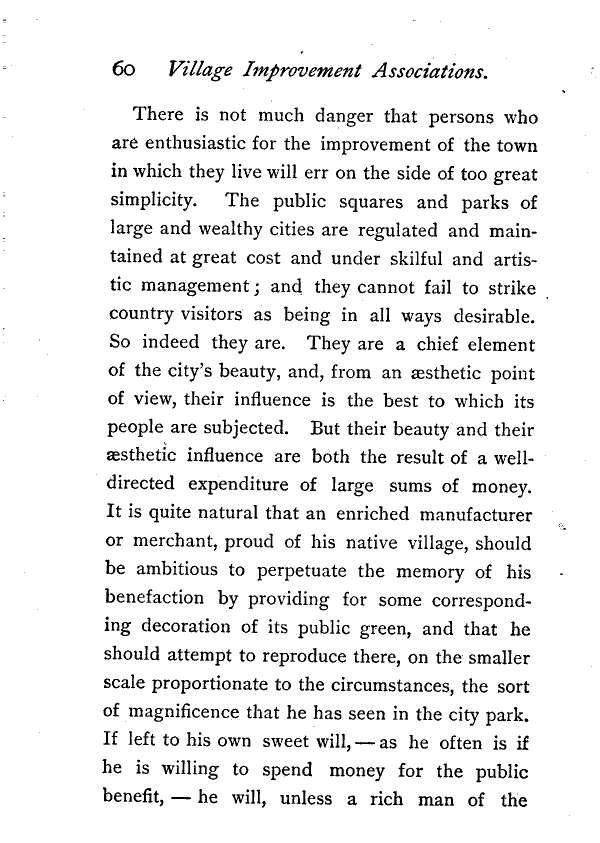 60 Village Improvement Associations.
There is not much danger that persons who
are enthusiastic for the improvement of the town
in which they live will err on the side of too great
simplicity. The public squares and parks of
large and wealthy cities are regulated and main-
tained at great cost and under skilful and artis-
tic management; and they cannot fail to strike
country visitors as being in all ways desirable.
So indeed they are. They are a chief element
of the city's beauty, and, from an æsthetic point
of view, their influence is the best to which its
people are subjected. But their beauty and their
æsthetic influence are both the result of a well-
directed expenditure of large sums of money.
It is quite natural that an enriched manufacturer
or merchant, proud of his native village, should
be ambitious to perpetuate the memory of his
benefaction by providing for some correspond-
ing decoration of its public green, and that he
should attempt to reproduce there, on the smaller
scale proportionate to the circumstances, the sort
of magnificence that he has seen in the city park.
If left to his own sweet will, — as he often is if
he is willing to spend money for the public
benefit, — he will, unless a rich man of the